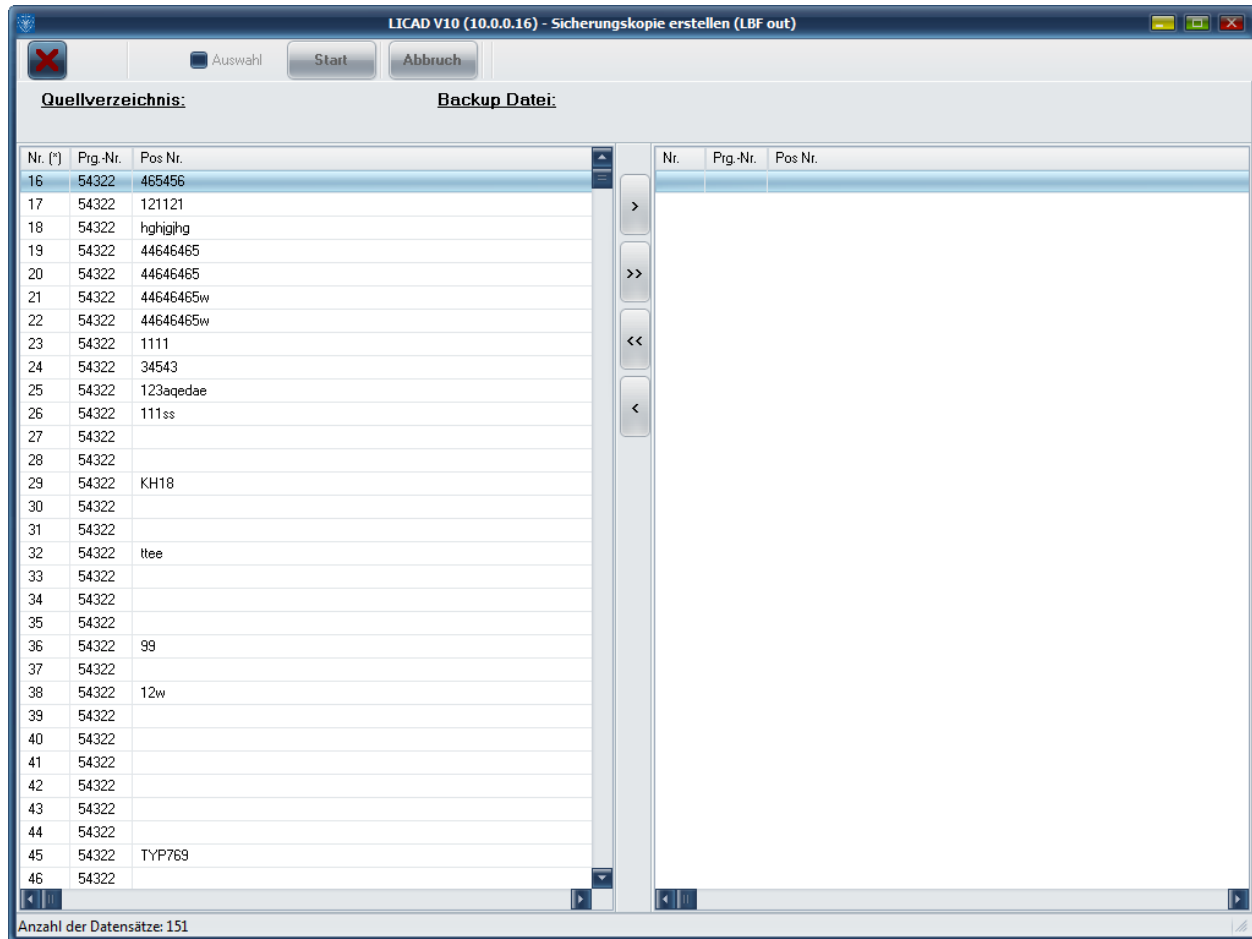 LICAD V10 (10.0.0.16) - Sicherungskopie erstellen (LBF out)
Auswahl Start Abbruch
Quellverzeichnis: Backup Datei:
Nr. (*) Prg.-Nr. Pos Nr. Nr. Prg.-Nr. Pos Nr.
16 54322 465456
17 54322 121121
>
18 54322 hghjgjhg
19 54322 44646465
20 54322 44646465
>>
21 54322 44646465w
22 54322 44646465w
23 54322 1111
<<
24 54322 34543
25 54322 123aqedae
26 54322 111ss
<
27 54322
28 54322
29 54322 KH18
30 54322
31 54322
32 54322 ttee
33 54322
34 54322
35 54322
36 54322 99
37 54322
38 54322 12w
39 54322
40 54322
41 54322
42 54322
43 54322
44 54322
45 54322 TYP769
46 54322
Anzahl der Datensätze: 151